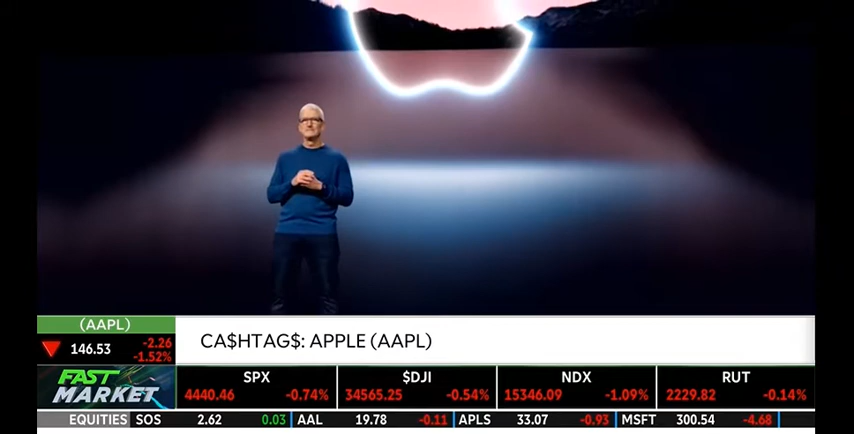 (AAPL)
146.53
-2.26
-1.52%
CA$HTAG$: APPLE (AAPL)
FAST
MARKET
SPX
4440.46 -0.74%
$DJI
34565.25 -0.54%
NDX
15346.09 -1.09%
RUT
2229.82 -0.14%
EQUITIES SOS 2.62 0.03 AAL 19.78 -0.11 APLS 33.07 -0.93 MSFT 300.54 -4.68